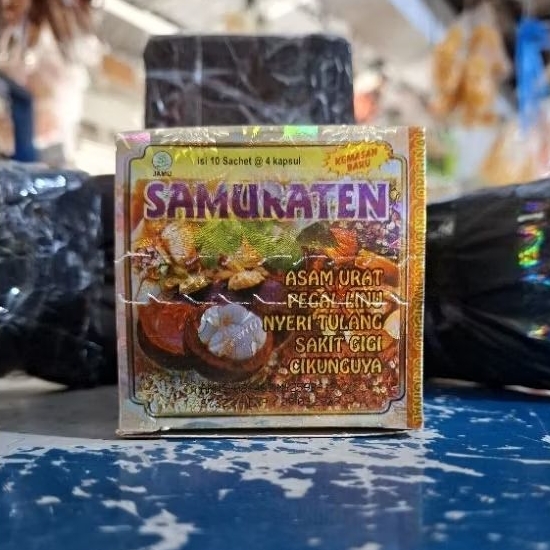 JAMU
isi 10 Sachet @ 4 kapsul
KEMASAN
BARU
SAMURATEN
ASAM URAT
PEGAL LINU
NYERI TULANG
SAKIT GIGI
CIKUNGUYA